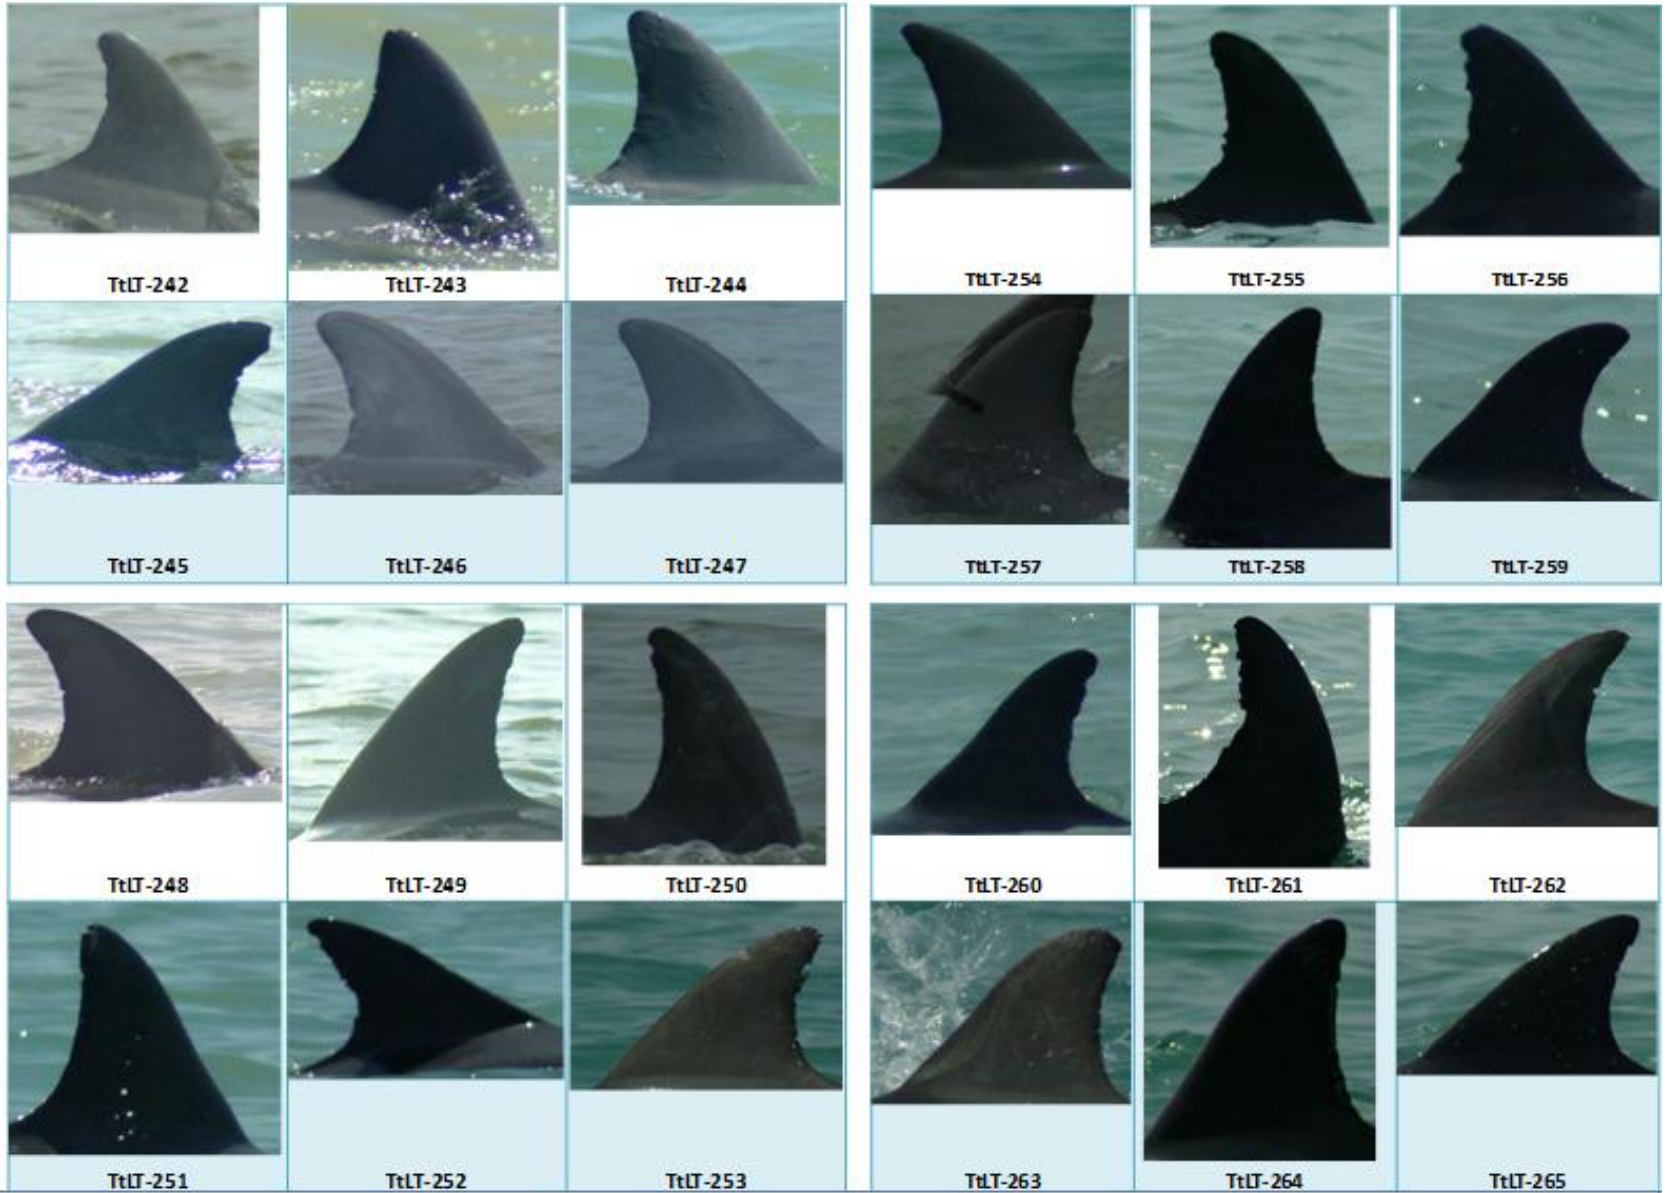 TtLT-242 TtLT-243 TtLT-244
TtLT-245 TtLT-246 TtLT-247
TtLT-248 TtLT-249 TtLT-250
TtLT-251 TtLT-252 TtLT-253
TtLT-254 TtLT-255 TtLT-256
TtLT-257 TtLT-258 TtLT-259
TtLT-260 TtLT-261 TtLT-262
TtLT-263 TtLT-264 TtLT-265